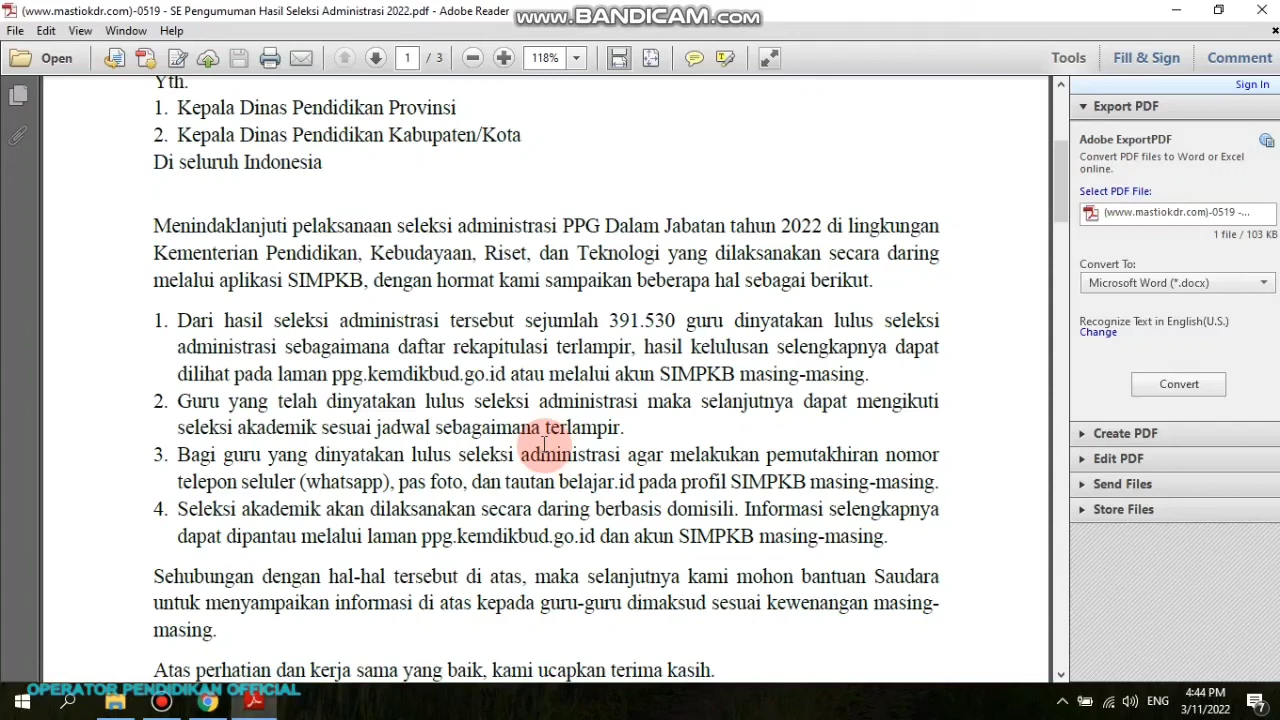 (www.mastiokdr.com)-0519 - SE Pengumuman Hasil Seleksi Administrasi 2022.pdf - Adobe Reader
www.BANDICAM.com
File Edit View Window Help
Open 1 / 3 118% Tools Fill & Sign Comment
Sign In
Yth.
1. Kepala Dinas Pendidikan Provinsi
2. Kepala Dinas Pendidikan Kabupaten/Kota
Di seluruh Indonesia
Menindaklanjuti pelaksanaan seleksi administrasi PPG Dalam Jabatan tahun 2022 di lingkungan
Kementerian Pendidikan, Kebudayaan, Riset, dan Teknologi yang dilaksanakan secara daring
melalui aplikasi SIMPKB, dengan hormat kami sampaikan beberapa hal sebagai berikut.
1. Dari hasil seleksi administrasi tersebut sejumlah 391.530 guru dinyatakan lulus seleksi
administrasi sebagaimana daftar rekapitulasi terlampir, hasil kelulusan selengkapnya dapat
dilihat pada laman ppg.kemdikbud.go.id atau melalui akun SIMPKB masing-masing.
2. Guru yang telah dinyatakan lulus seleksi administrasi maka selanjutnya dapat mengikuti
seleksi akademik sesuai jadwal sebagaimana terlampir.
3. Bagi guru yang dinyatakan lulus seleksi administrasi agar melakukan pemutakhiran nomor
telepon seluler (whatsapp), pas foto, dan tautan belajar.id pada profil SIMPKB masing-masing.
4. Seleksi akademik akan dilaksanakan secara daring berbasis domisili. Informasi selengkapnya
dapat dipantau melalui laman ppg.kemdikbud.go.id dan akun SIMPKB masing-masing.
Sehubungan dengan hal-hal tersebut di atas, maka selanjutnya kami mohon bantuan Saudara
untuk menyampaikan informasi di atas kepada guru-guru dimaksud sesuai kewenangan masing-
masing.
Atas perhatian dan kerja sama yang baik, kami ucapkan terima kasih.
Export PDF
Adobe ExportPDF
Convert PDF files to Word or Excel
online.
Select PDF File:
(www.mastiokdr.com)-0519 -...
1 file / 103 KB
Convert To:
Microsoft Word (*.docx)
Recognize Text in English(U.S.)
Change
Convert
Create PDF
Edit PDF
Send Files
Store Files
OPERATOR PENDIDIKAN OFFICIAL
ENG
4:44 PM
3/11/2022
7